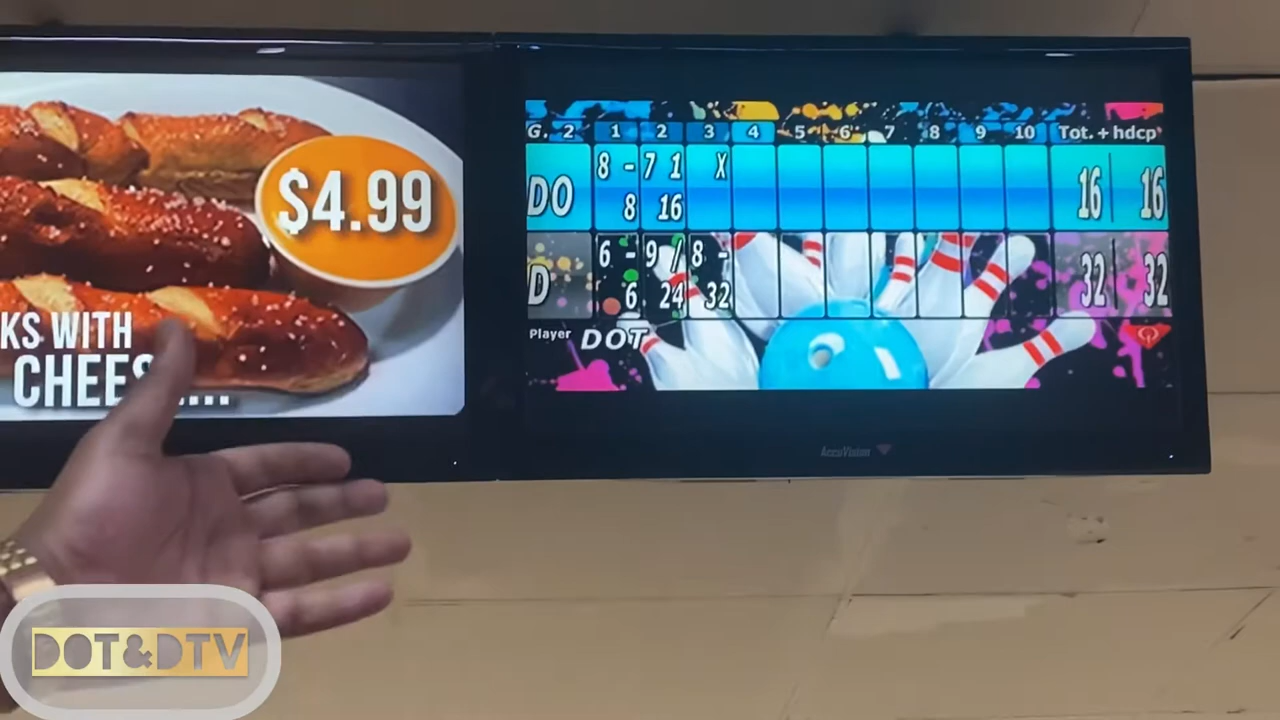 $4.99
KS WITH
CHEES...
G. 2 1 2 3 4 5 6 7 8 9 10 Tot. + hdcp
DO 8 - 7 1 X
8 16 16 16
D 6 - 9 / 8 -
6 24 32 32 32
Player DOT
AccuVision
DOT&DTV